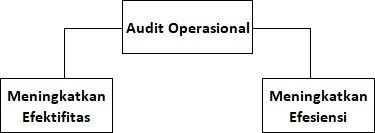 Audit Operasional
Meningkatkan
Efektifitas
Meningkatkan
Efesiensi